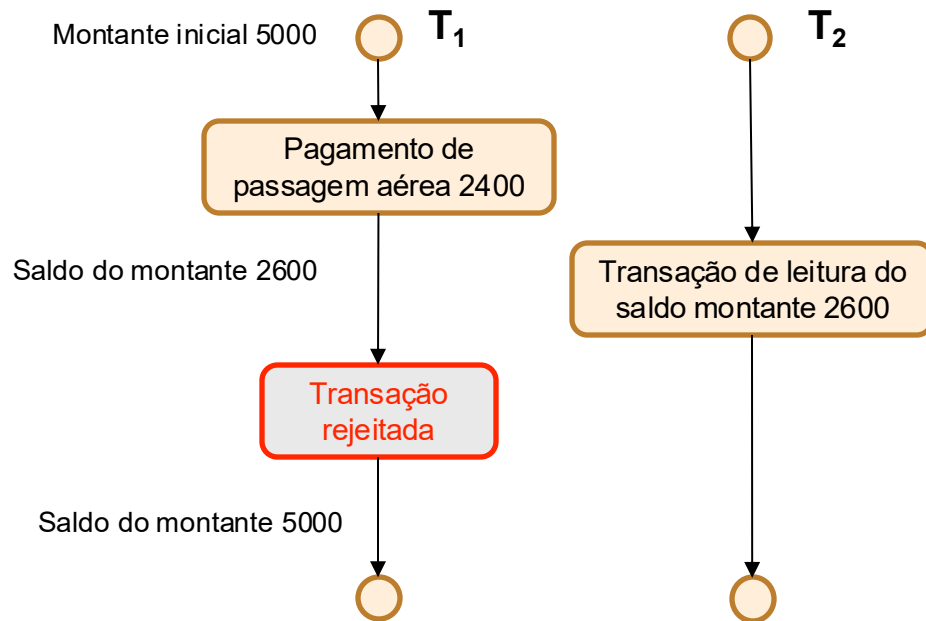 Montante inicial 5000
T₁
T₂
Pagamento de
passagem aérea 2400
Saldo do montante 2600
Transação de leitura do
saldo montante 2600
Transação
rejeitada
Saldo do montante 5000